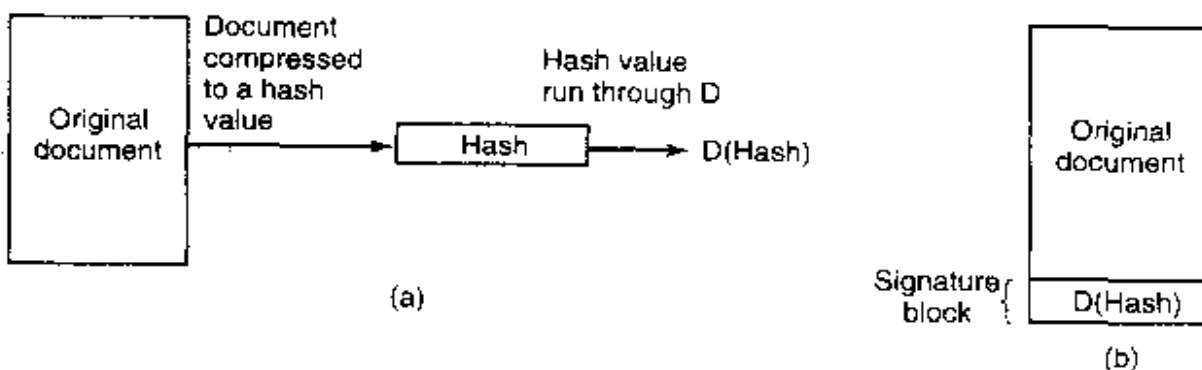 Original
document
Document
compressed
to a hash
value
Hash
Hash value
run through D
D(Hash)
(a)
Original
document
Signature
block
D(Hash)
(b)